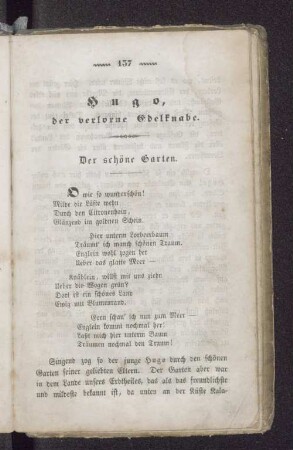 157
Hugo,
der verlorne Edelknabe.
Der schöne Garten.
O wie so wunderschön!
Milde die Lüfte wehn
Durch den Citronenhain,
Glänzend im goldnen Schein.
Hier unterm Lorbeerbaum
Träumt' ich manch schönen Traum.
Englein wohl zogen her
Ueber das glatte Meer —
Knäblein, willst mit uns ziehn
Ueber die Wogen grün?
Dort ist ein schönes Land
Ewig am Blumenrand.
Gern schau' ich nun zum Meer —
Englein kommt nochmal her:
Laßt mich hier unterm Baum
Träumen nochmal den Traum!
Singend zog so der junge Hugo durch den schönen
Garten seiner geliebten Eltern. Der Garten aber war
in dem Lande unsers Erdtheiles, das als das freundlichste
und mildeste bekannt ist, da unten an der Küste Kala-